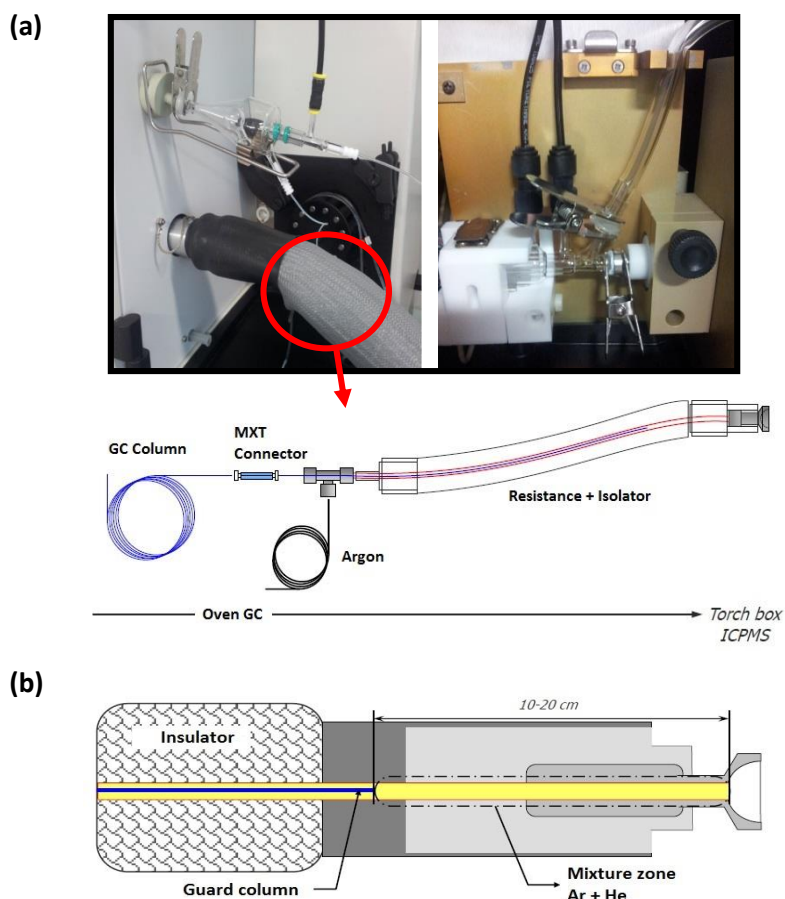 (a)
GC Column
MXT
Connector
Resistance + Isolator
Argon
Oven GC
Torch box
ICPMS
(b)
10-20 cm
Insulator
Guard column
Mixture zone
Ar + He